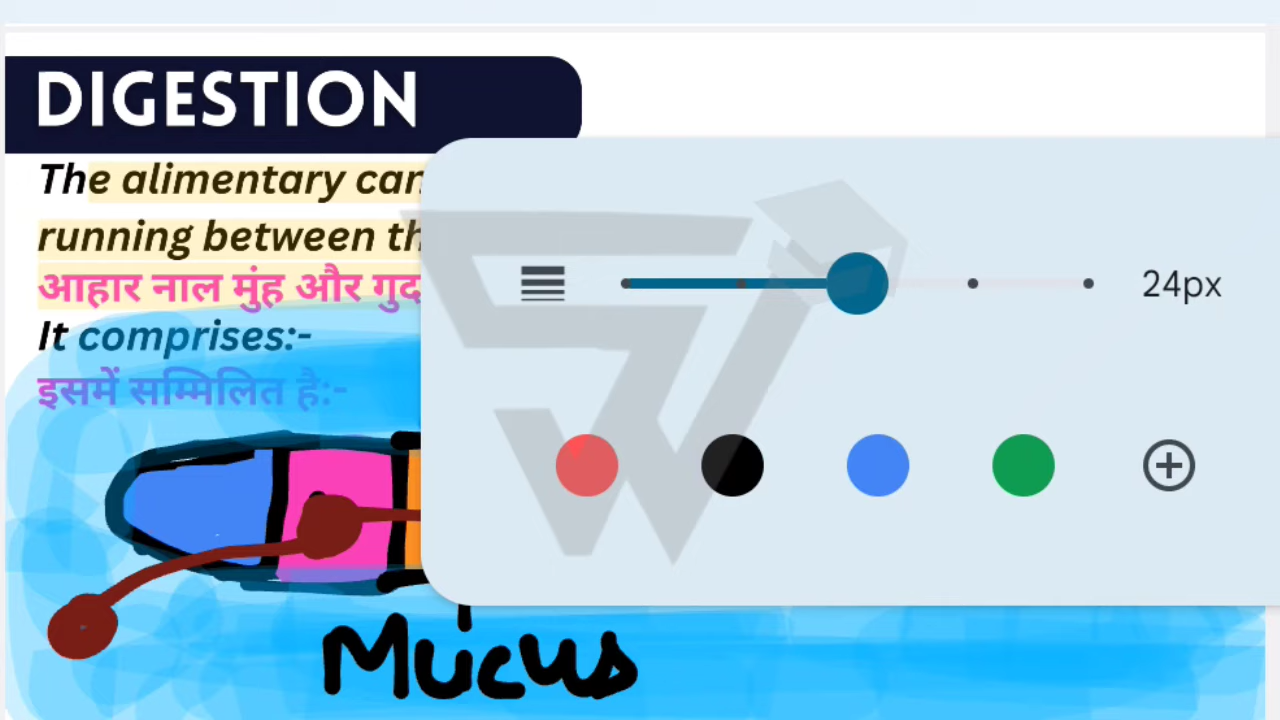 DIGESTION
The alimentary can
running between th
आहार नाल मुंह और गुद
It comprises:-
इसमें सम्मिलित है:-
24px
Mucus